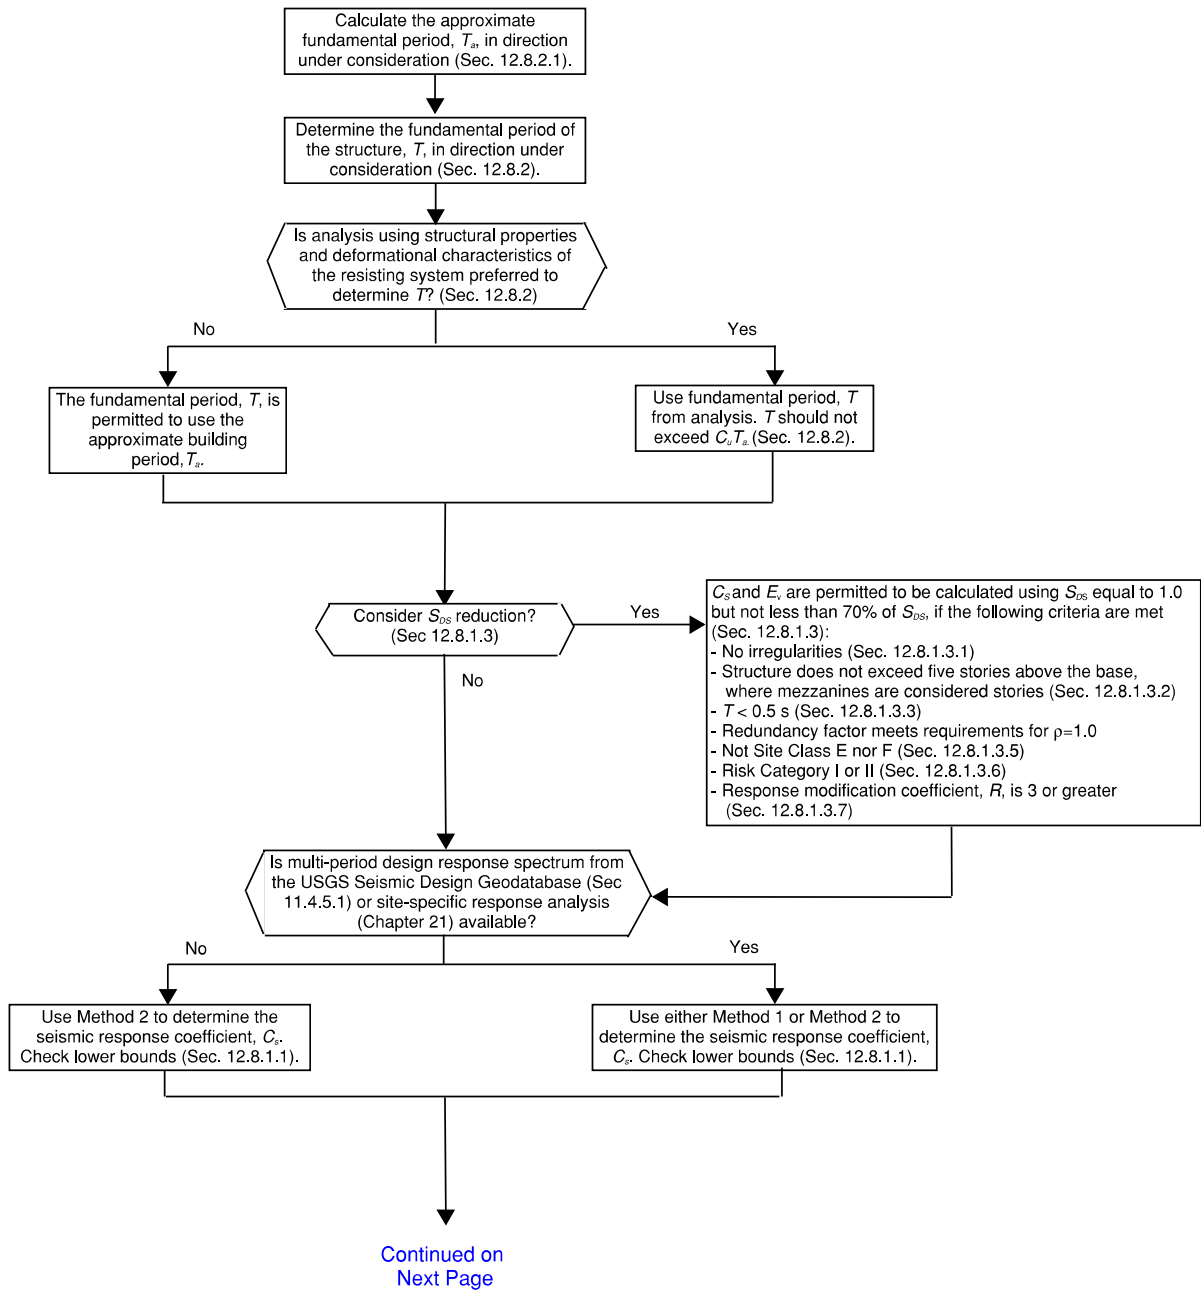 Calculate the approximate
fundamental period, Ta, in direction
under consideration (Sec. 12.8.2.1).
Determine the fundamental period of
the structure, T, in direction under
consideration (Sec. 12.8.2).
Is analysis using structural properties
and deformational characteristics of
the resisting system preferred to
determine T? (Sec. 12.8.2)
No
Yes
The fundamental period, T, is
permitted to use the
approximate building
period, Ta.
Use fundamental period, T
from analysis. T should not
exceed CuTa. (Sec. 12.8.2).
Consider SDS reduction?
(Sec 12.8.1.3)
Yes
No
CS and Ev are permitted to be calculated using SDS equal to 1.0
but not less than 70% of SDS, if the following criteria are met
(Sec. 12.8.1.3):
- No irregularities (Sec. 12.8.1.3.1)
- Structure does not exceed five stories above the base,
where mezzanines are considered stories (Sec. 12.8.1.3.2)
- T < 0.5 s (Sec. 12.8.1.3.3)
- Redundancy factor meets requirements for ρ=1.0
- Not Site Class E nor F (Sec. 12.8.1.3.5)
- Risk Category I or II (Sec. 12.8.1.3.6)
- Response modification coefficient, R, is 3 or greater
(Sec. 12.8.1.3.7)
Is multi-period design response spectrum from
the USGS Seismic Design Geodatabase (Sec
11.4.5.1) or site-specific response analysis
(Chapter 21) available?
No
Yes
Use Method 2 to determine the
seismic response coefficient, Cs.
Check lower bounds (Sec. 12.8.1.1).
Use either Method 1 or Method 2 to
determine the seismic response coefficient,
Cs. Check lower bounds (Sec. 12.8.1.1).
Continued on
Next Page